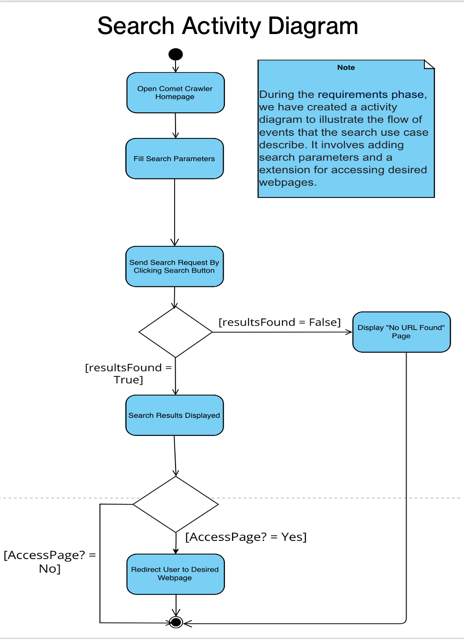 Search Activity Diagram
Open Comet Crawler
Homepage
Note
During the requirements phase,
we have created a activity
diagram to illustrate the flow of
events that the search use case
describe. It involves adding
search parameters and a
extension for accessing desired
webpages.
Fill Search Parameters
Send Search Request By
Clicking Search Button
[resultsFound = False]
Display "No URL Found"
Page
[resultsFound =
True]
Search Results Displayed
[AccessPage? = Yes]
[AccessPage? =
No]
Redirect User to Desired
Webpage